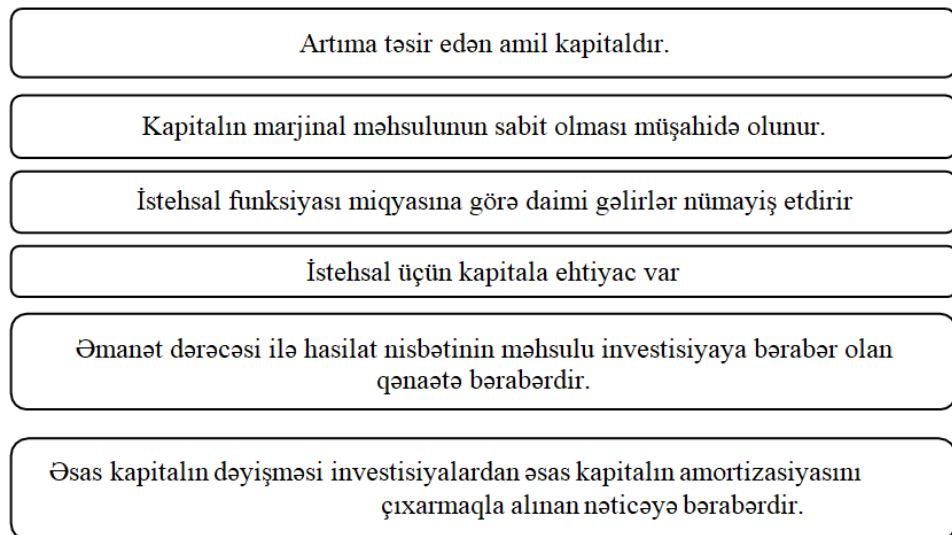 Artıma təsir edən amil kapitaldır.
Kapitalın marjinal məhsulunun sabit olması müşahidə olunur.
İstehsal funksiyası miqyasına görə daimi gəlirlər nümayiş etdirir
İstehsal üçün kapitala ehtiyac var
Əmanət dərəcəsi ilə hasilat nisbətinin məhsulu investisiyaya bərabər olan
qənaətə bərabərdir.
Əsas kapitalın dəyişməsi investisiyalardan əsas kapitalın amortizasiyasını
çıxarmaqla alınan nəticəyə bərabərdir.